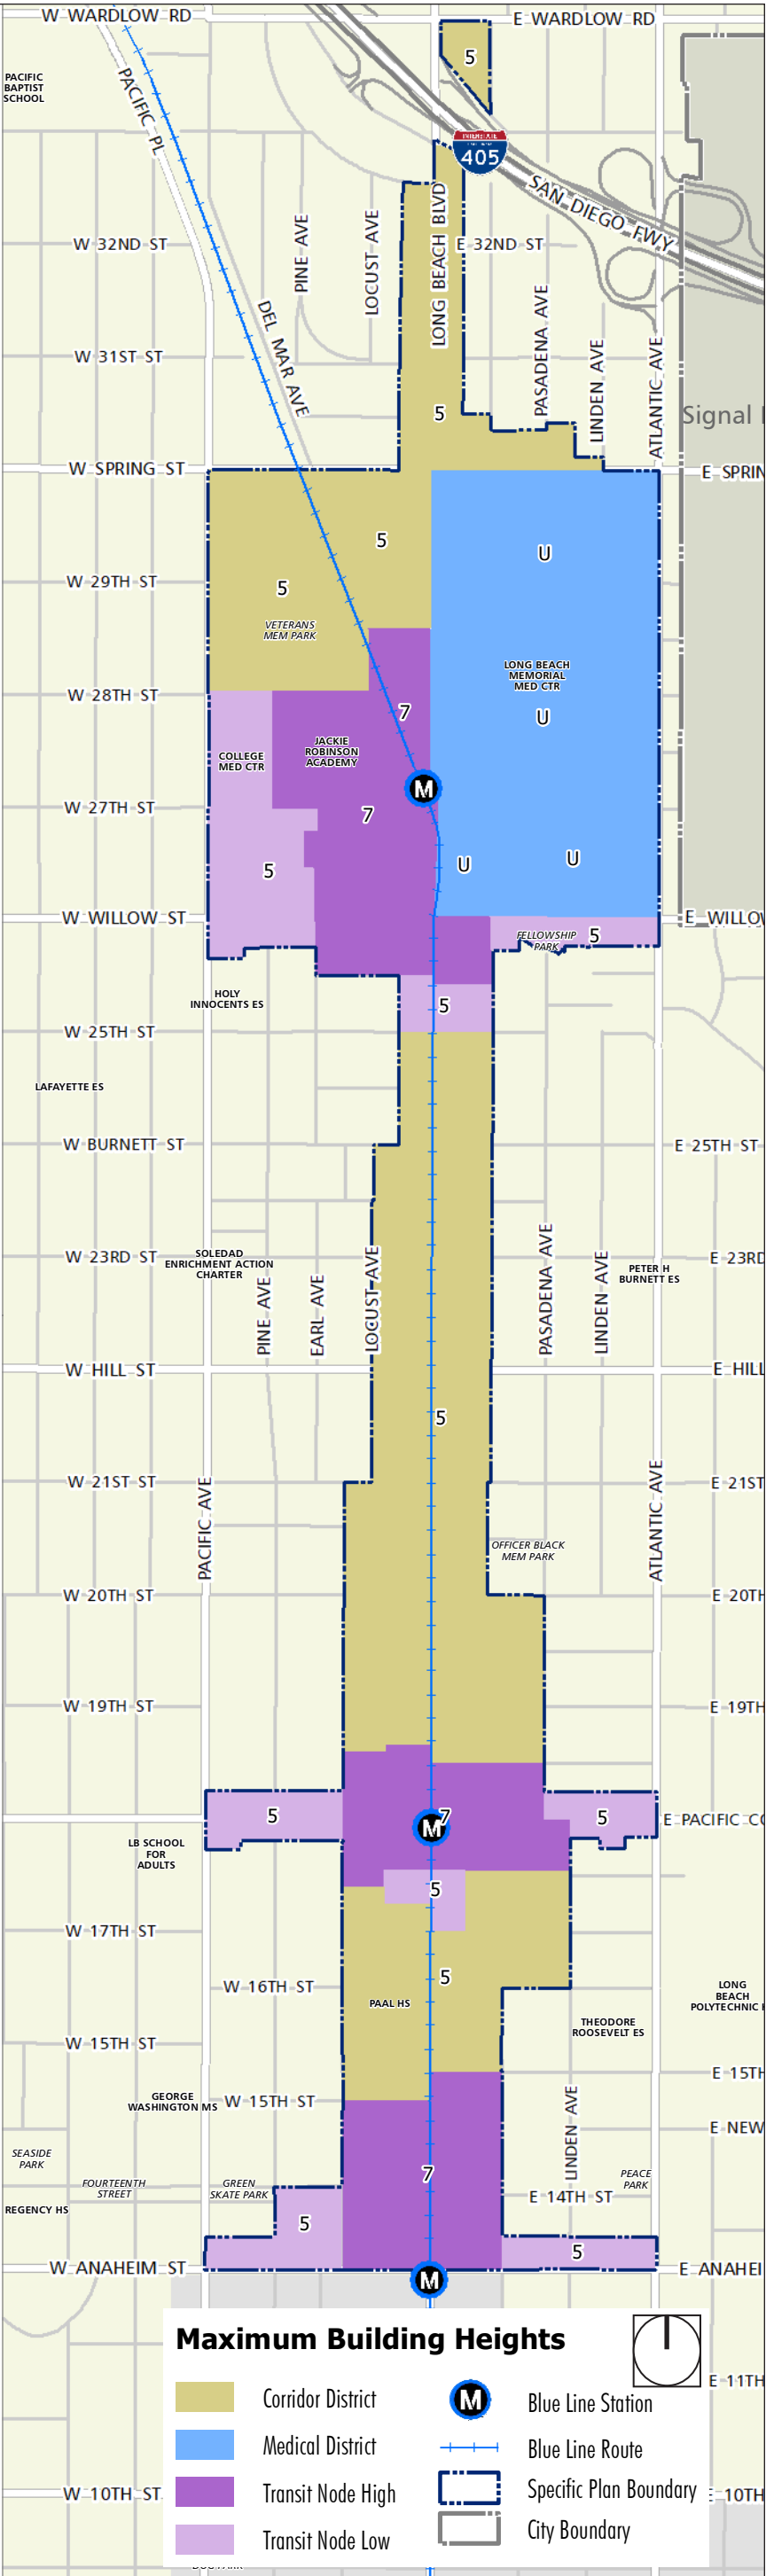 W WARDLOW RD
E WARDLOW RD
5
PACIFIC
BAPTIST
SCHOOL
PACIFIC PL
INTERSTATE
405
SAN DIEGO FWY
PINE AVE
LOCUST AVE
LONG BEACH BLVD
W 32ND ST
E 32ND ST
DEL MAR AVE
PASADENA AVE
LINDEN AVE
ATLANTIC AVE
W 31ST ST
5
Signal
W SPRING ST
E SPRIN
5
U
W 29TH ST
5
VETERANS
MEM PARK
LONG BEACH
MEMORIAL
MED CTR
W 28TH ST
7
U
COLLEGE
MED CTR
JACKIE
ROBINSON
ACADEMY
M
W 27TH ST
7
5
U
U
W WILLOW ST
E WILLO
FELLOWSHIP
PARK
5
HOLY
INNOCENTS ES
5
W 25TH ST
LAFAYETTE ES
W BURNETT ST
E 25TH ST
W 23RD ST
SOLEDAD
ENRICHMENT ACTION
CHARTER
E 23RD
PETER H
BURNETT ES
PINE AVE
EARL AVE
LOCUST AVE
PASADENA AVE
LINDEN AVE
W HILL ST
E HILL
5
W 21ST ST
E 21ST
PACIFIC AVE
ATLANTIC AVE
OFFICER BLACK
MEM PARK
W 20TH ST
E 20TH
W 19TH ST
E 19TH
5
M
7
5
E PACIFIC CO
LB SCHOOL
FOR
ADULTS
5
W 17TH ST
5
W 16TH ST
PAAL HS
LONG
BEACH
POLYTECHNIC
THEODORE
ROOSEVELT ES
W 15TH ST
E 15TH
GEORGE
WASHINGTON MS
W 15TH ST
LINDEN AVE
E NEW
SEASIDE
PARK
FOURTEENTH
STREET
GREEN
SKATE PARK
7
PEACE
PARK
REGENCY HS
E 14TH ST
5
5
W ANAHEIM ST
M
E ANAHEI
Maximum Building Heights
Corridor District
Medical District
Transit Node High
Transit Node Low
M
Blue Line Station
Blue Line Route
Specific Plan Boundary
City Boundary
E 11TH
W 10TH ST
E 10TH